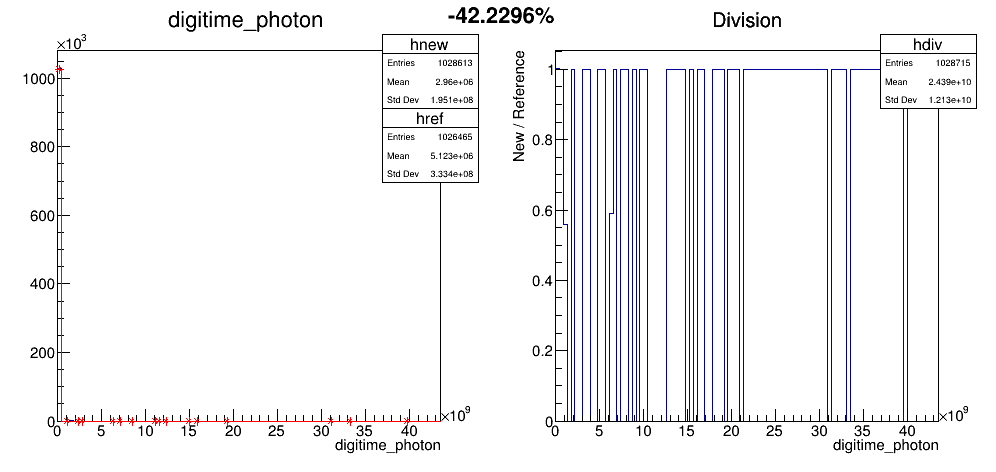 -42.2296%
digitime_photon
×10³
hnew
Entries 1028613
Mean 2.96e+06
Std Dev 1.951e+08
href
Entries 1026465
Mean 5.123e+06
Std Dev 3.334e+08
1000
800
600
400
200
0
0 5 10 15 20 25 30 35 40
×10⁹
digitime_photon
Division
hdiv
Entries 1028715
Mean 2.439e+10
Std Dev 1.213e+10
New / Reference
1
0.8
0.6
0.4
0.2
0
0 5 10 15 20 25 30 35 40
×10⁹
digitime_photon